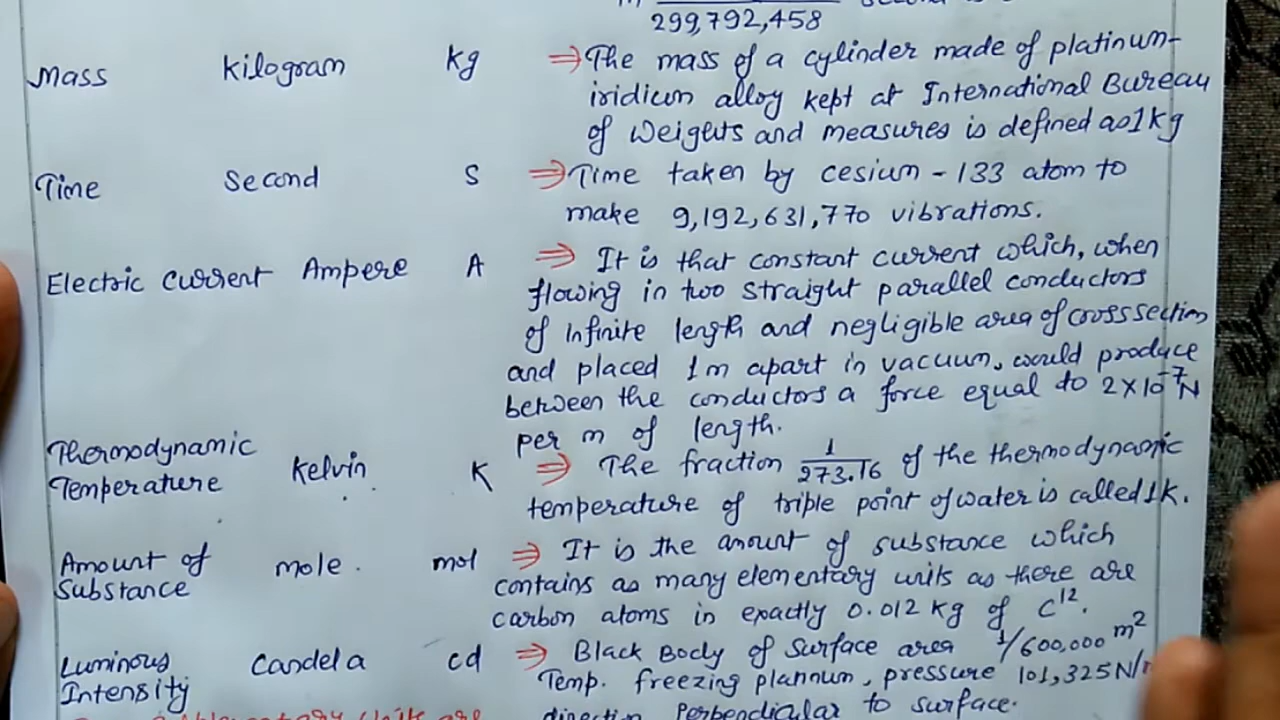 299,792,458
Mass kilogram kg ⇒ The mass of a cylinder made of platinum-
iridium alloy kept at International Bureau
of Weights and measures is defined as 1kg
Time Second S ⇒ Time taken by cesium - 133 atom to
make 9,192,631,770 vibrations.
Electric Current Ampere A ⇒ It is that constant current which, when
flowing in two straight parallel conductors
of infinite length and negligible area of cross section
and placed 1m apart in vacuum, would produce
between the conductors a force equal to 2×10⁻⁷N
per m of length.
Thermodynamic
Temperature Kelvin K ⇒ The fraction 1/273.16 of the thermodynamic
temperature of triple point of water is called 1k.
Amount of
Substance mole. mol ⇒ It is the amount of substance which
contains as many elementary units as there are
carbon atoms in exactly 0.012 kg of C¹².
Luminous
Intensity Candela cd ⇒ Black Body of Surface area 1/600,000 m²
Temp. freezing plannum, pressure 101,325N/
direction perpendicular to surface.